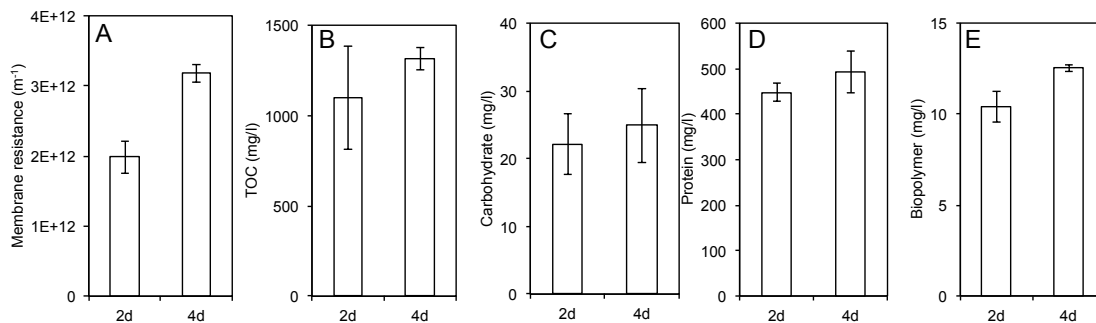 A
Membrane resistance (m⁻¹)
4E+12
3E+12
2E+12
1E+12
0
2d 4d
B
TOC (mg/l)
1500
1000
500
0
2d 4d
C
Carbohydrate (mg/l)
40
30
20
10
0
2d 4d
D
Protein (mg/l)
600
500
400
300
200
100
0
2d 4d
E
Biopolymer (mg/l)
15
10
5
0
2d 4d